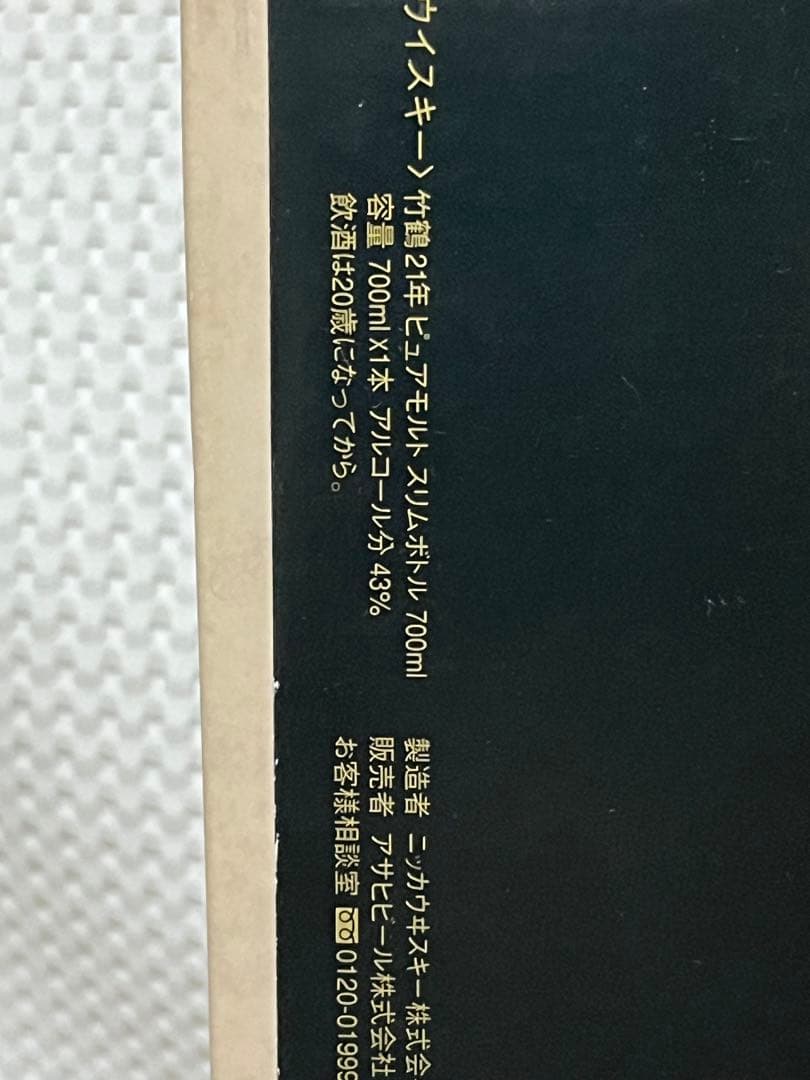 ウイスキー〉竹鶴21年ピュアモルト スリムボトル 700ml
容量 700ml x1本 アルコール分 43%
飲酒は20歳になってから。
製造者 ニッカウヰスキー株式会
販売者 アサヒビール株式会社
お客様相談室 0120-01999